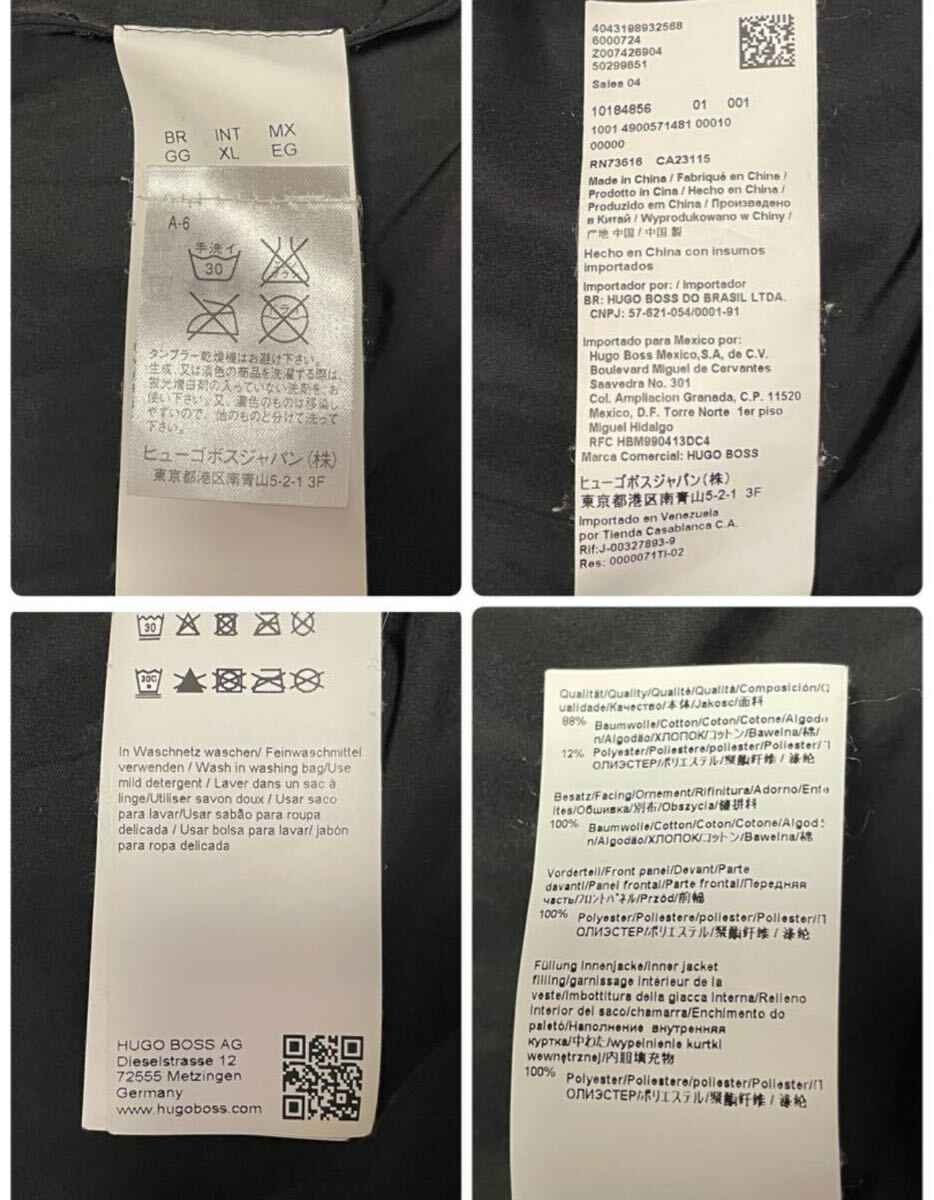 BR INT MX
GG XL EG
A-6
手洗イ
30
タンブラー乾燥機はお避け下さい。
生成、又は淡色の商品を洗濯する際は、
蛍光増白剤の入っていない洗剤を、お
使い下さい。又、濃色のものは移染し
やすいので、他のものと分けて洗って
下さい。
ヒューゴボスジャパン(株)
東京都港区南青山5-2-1 3F
4043198932568
6000724
Z007426904
50299851
Sales 04
10184856 01 001
1001 4900571481 00010
00000
RN73616 CA23115
Made in China / Fabriqué en Chine /
Prodotto in Cina / Hecho en China /
Produzido em China / Произведено
в Китай / Wyprodukowano w Chiny /
产地 中国 / 中国 製
Hecho en China con insumos
importados
Importador por: / Importador
BR: HUGO BOSS DO BRASIL LTDA.
CNPJ: 57-621-054/0001-91
Importado para Mexico por:
Hugo Boss Mexico,S.A, de C.V.
Boulevard Miguel de Cervantes
Saavedra No. 301
Col. Ampliacion Granada, C.P. 11520
Mexico, D.F. Torre Norte 1er piso
Miguel Hidalgo
RFC HBM990413DC4
Marca Comercial: HUGO BOSS
ヒューゴボスジャパン(株)
東京都港区南青山5-2-1 3F
Importado en Venezuela
por Tienda Casablanca C.A.
Rif:J-00327893-9
Res: 0000071TI-02
30
30C
In Waschnetz waschen/ Feinwaschmittel
verwenden / Wash in washing bag/Use
mild detergent / Laver dans un sac à
linge/Utiliser savon doux / Usar saco
para lavar/Usar sabão para roupa
delicada / Usar bolsa para lavar/ jabón
para ropa delicada
HUGO BOSS AG
Dieselstrasse 12
72555 Metzingen
Germany
www.hugoboss.com
Qualität/Quality/Qualité/Qualità/Composición/Q
ualidade/Качество/本体/Jakosc/面料
88% Baumwolle/Cotton/Coton/Cotone/Algodó
n/Algodão/ХЛОПОК/コットン/Bawelna/棉/
12% Polyester/Poliestere/poliester/Poliester/П
ОЛИЭСТЕР/ポリエステル/聚酯纤维 / 涤纶
Besatz/Facing/Ornement/Rifinitura/Adorno/Enfe
ites/Обшивка/別布/Obszycia/镶拼料
100% Baumwolle/Cotton/Coton/Cotone/Algodó
n/Algodão/ХЛОПОК/コットン/Bawelna/棉
Vorderteil/Front panel/Devant/Parte
davanti/Panel frontal/Parte frontal/Передняя
часть/フロントパネル/Przód/前幅
100% Polyester/Poliestere/poliester/Poliester/П
ОЛИЭСТЕР/ポリエステル/聚酯纤维 / 涤纶
Füllung Innenjacke/Inner jacket
filling/garnissage interieur de la
veste/imbottitura della giacca interna/Relleno
interior del saco/chamarra/Enchimento do
paletó/Наполнение внутренняя
куртка/中わた/wypelnienie kurtki
wewnętrznej/内胆填充物
100% Polyester/Poliestere/poliester/Poliester/П
ОЛИЭСТЕР/ポリエステル/聚酯纤维 / 涤纶